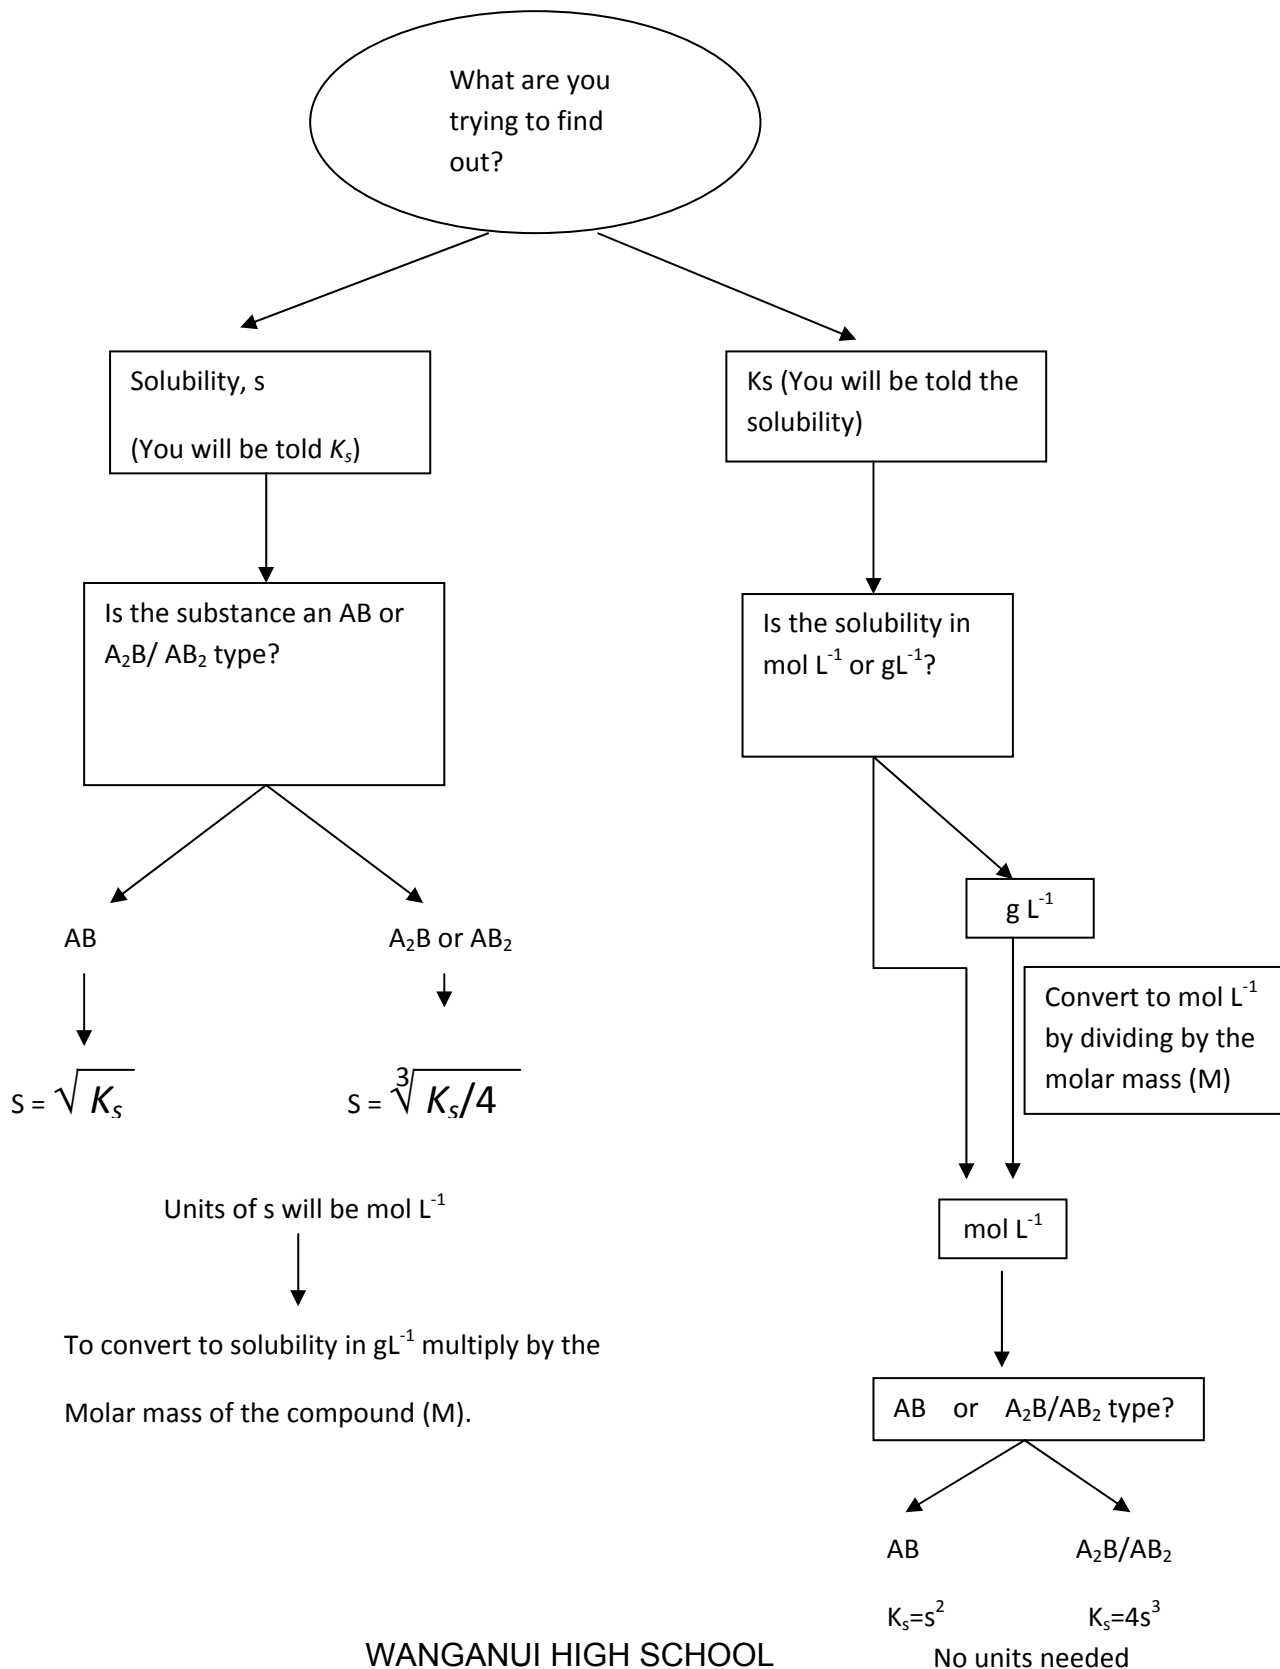 What are you
trying to find
out?
Solubility, s
(You will be told Kₛ)
Ks (You will be told the
solubility)
Is the substance an AB or
A₂B/ AB₂ type?
Is the solubility in
mol L⁻¹ or gL⁻¹?
AB
A₂B or AB₂
g L⁻¹
Convert to mol L⁻¹
by dividing by the
molar mass (M)
S = √Kₛ
S = ³√Kₛ/4
Units of s will be mol L⁻¹
mol L⁻¹
To convert to solubility in gL⁻¹ multiply by the
Molar mass of the compound (M).
AB or A₂B/AB₂ type?
AB
A₂B/AB₂
Kₛ=s²
Kₛ=4s³
WANGANUI HIGH SCHOOL
No units needed